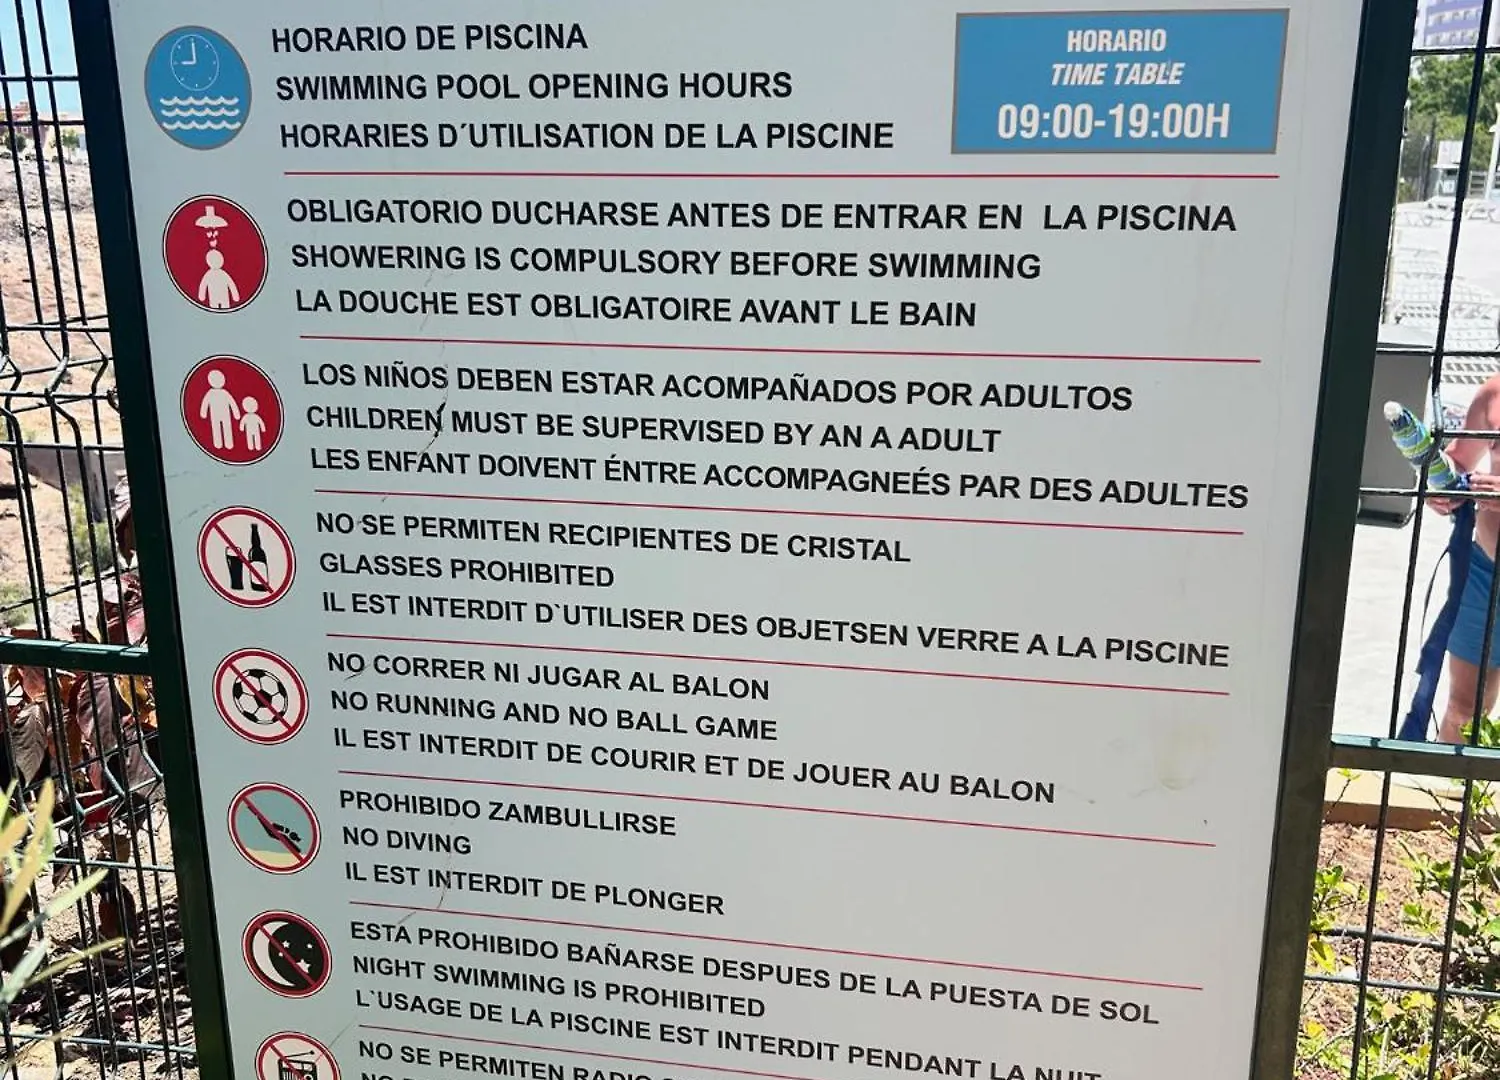 HORARIO DE PISCINA
SWIMMING POOL OPENING HOURS
HORARIES D´UTILISATION DE LA PISCINE
HORARIO
TIME TABLE
09:00-19:00H
OBLIGATORIO DUCHARSE ANTES DE ENTRAR EN LA PISCINA
SHOWERING IS COMPULSORY BEFORE SWIMMING
LA DOUCHE EST OBLIGATOIRE AVANT LE BAIN
LOS NIÑOS DEBEN ESTAR ACOMPAÑADOS POR ADULTOS
CHILDREN MUST BE SUPERVISED BY AN A ADULT
LES ENFANT DOIVENT ÉNTRE ACCOMPAGNEÉS PAR DES ADULTES
NO SE PERMITEN RECIPIENTES DE CRISTAL
GLASSES PROHIBITED
IL EST INTERDIT D`UTILISER DES OBJETSEN VERRE A LA PISCINE
NO CORRER NI JUGAR AL BALON
NO RUNNING AND NO BALL GAME
IL EST INTERDIT DE COURIR ET DE JOUER AU BALON
PROHIBIDO ZAMBULLIRSE
NO DIVING
IL EST INTERDIT DE PLONGER
ESTÁ PROHIBIDO BAÑARSE DESPUES DE LA PUESTA DE SOL
NIGHT SWIMMING IS PROHIBITED
L`USAGE DE LA PISCINE EST INTERDIT PENDANT LA NUIT
NO SE PERMITEN